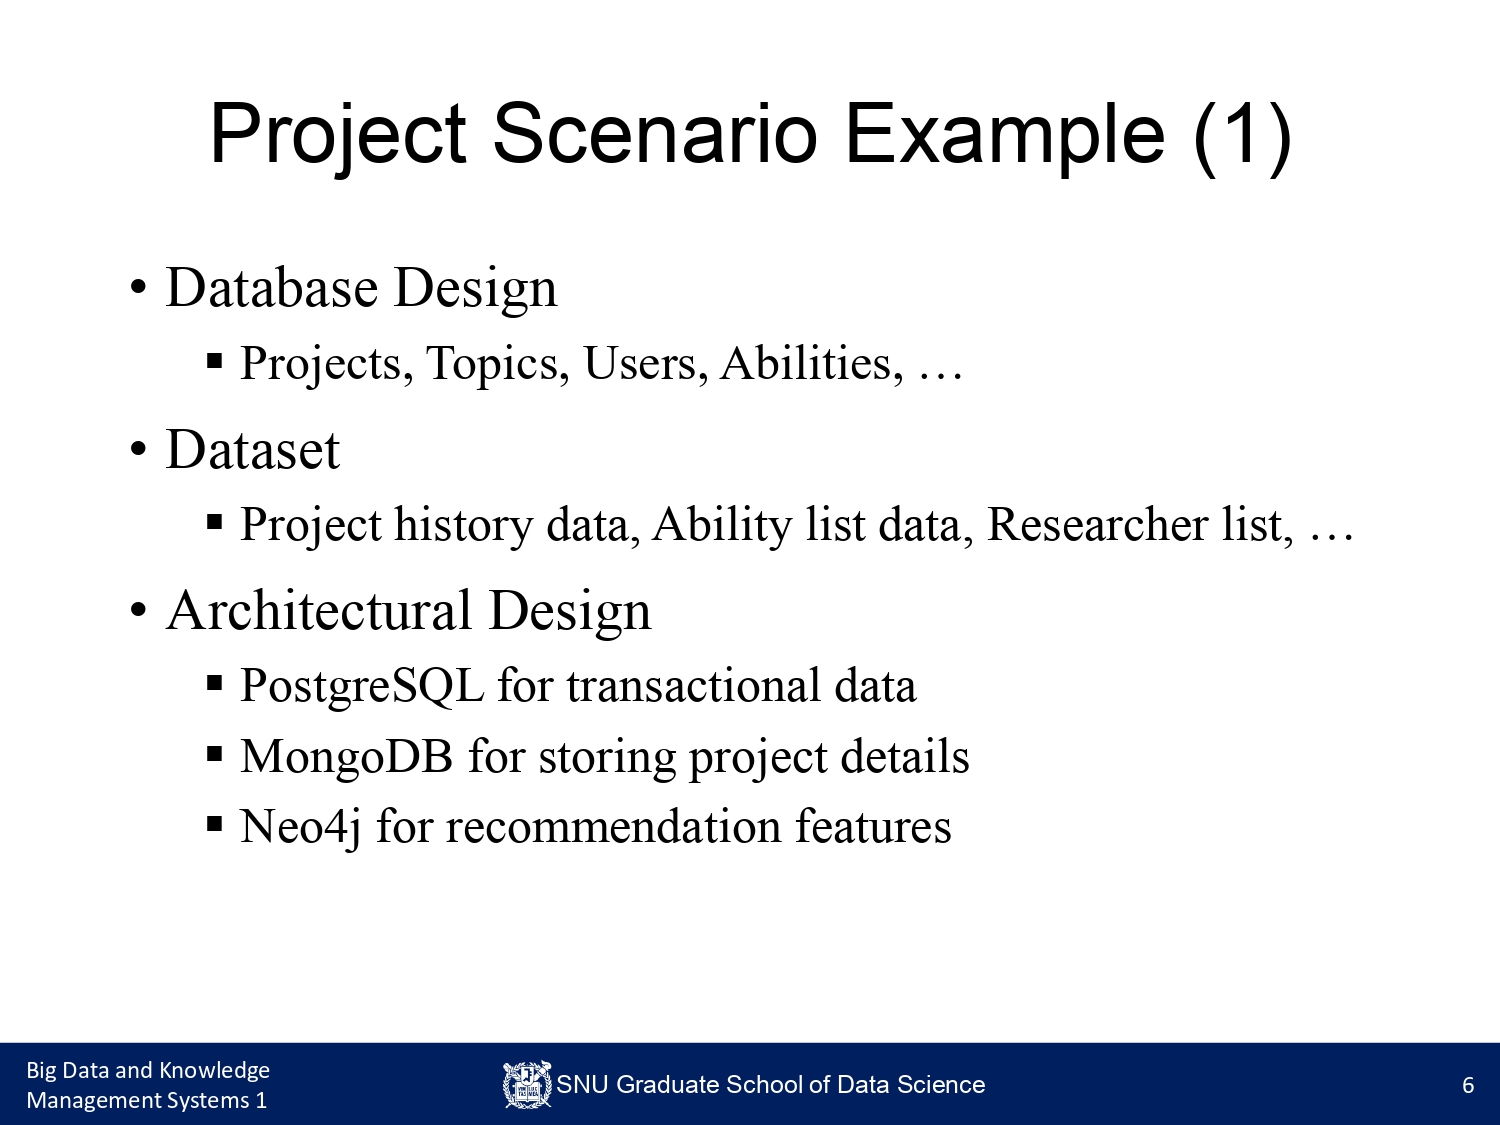 Project Scenario Example (1)
• Database Design
▪ Projects, Topics, Users, Abilities, …
• Dataset
▪ Project history data, Ability list data, Researcher list, …
• Architectural Design
▪ PostgreSQL for transactional data
▪ MongoDB for storing project details
▪ Neo4j for recommendation features
Big Data and Knowledge
Management Systems 1
SNU Graduate School of Data Science
6